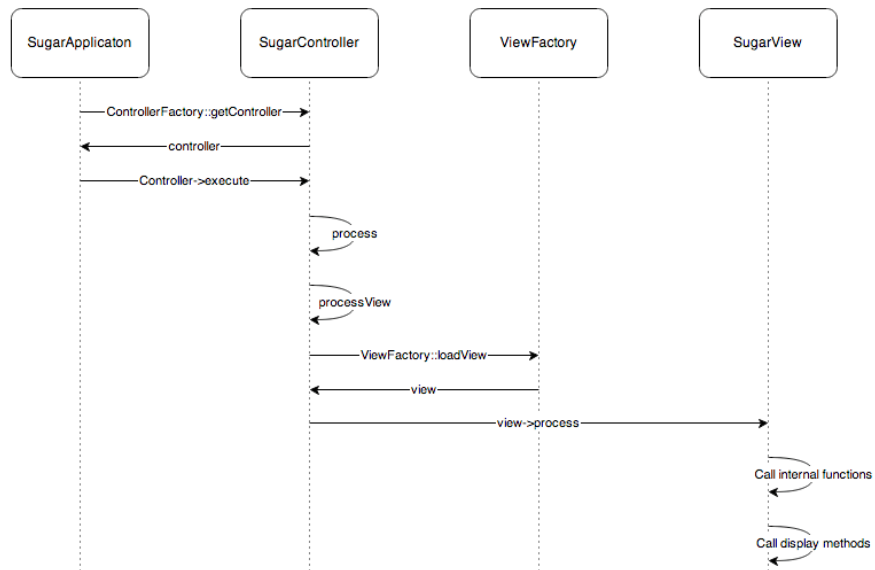 SugarApplicaton
SugarController
ViewFactory
SugarView
ControllerFactory::getController
controller
Controller->execute
process
processView
ViewFactory::loadView
view
view->process
Call internal functions
Call display methods